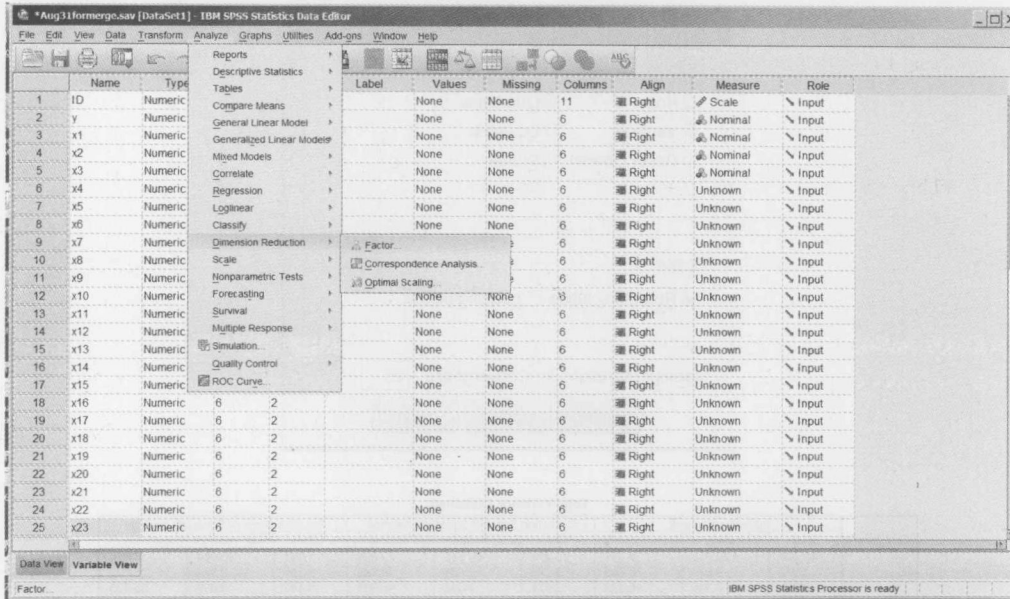 *Aug31formerge.sav [DataSet1] - IBM SPSS Statistics Data Editor
File Edit View Data Transform Analyze Graphs Utilities Add-ons Window Help
Reports
Descriptive Statistics
Tables
Compare Means
General Linear Model
Generalized Linear Models
Mixed Models
Correlate
Regression
Loglinear
Classify
Dimension Reduction
Scale
Nonparametric Tests
Forecasting
Survival
Multiple Response
Simulation...
Quality Control
ROC Curve...
Factor...
Correspondence Analysis...
Optimal Scaling...
Name Type Label Values Missing Columns Align Measure Role
1 ID Numeric None None 11 Right Scale Input
2 y Numeric None None 6 Right Nominal Input
3 x1 Numeric None None 6 Right Nominal Input
4 x2 Numeric None None 6 Right Nominal Input
5 x3 Numeric None None 6 Right Nominal Input
6 x4 Numeric None None 6 Right Unknown Input
7 x5 Numeric None None 6 Right Unknown Input
8 x6 Numeric None None 6 Right Unknown Input
9 x7 Numeric 6 Right Unknown Input
10 x8 Numeric 6 Right Unknown Input
11 x9 Numeric 6 Right Unknown Input
12 x10 Numeric None None 6 Right Unknown Input
13 x11 Numeric None None 6 Right Unknown Input
14 x12 Numeric None None 6 Right Unknown Input
15 x13 Numeric None None 6 Right Unknown Input
16 x14 Numeric None None 6 Right Unknown Input
17 x15 Numeric None None 6 Right Unknown Input
18 x16 Numeric 6 2 None None 6 Right Unknown Input
19 x17 Numeric 6 2 None None 6 Right Unknown Input
20 x18 Numeric 6 2 None None 6 Right Unknown Input
21 x19 Numeric 6 2 None None 6 Right Unknown Input
22 x20 Numeric 6 2 None None 6 Right Unknown Input
23 x21 Numeric 6 2 None None 6 Right Unknown Input
24 x22 Numeric 6 2 None None 6 Right Unknown Input
25 x23 Numeric 6 2 None None 6 Right Unknown Input
Data View Variable View
Factor... IBM SPSS Statistics Processor is ready